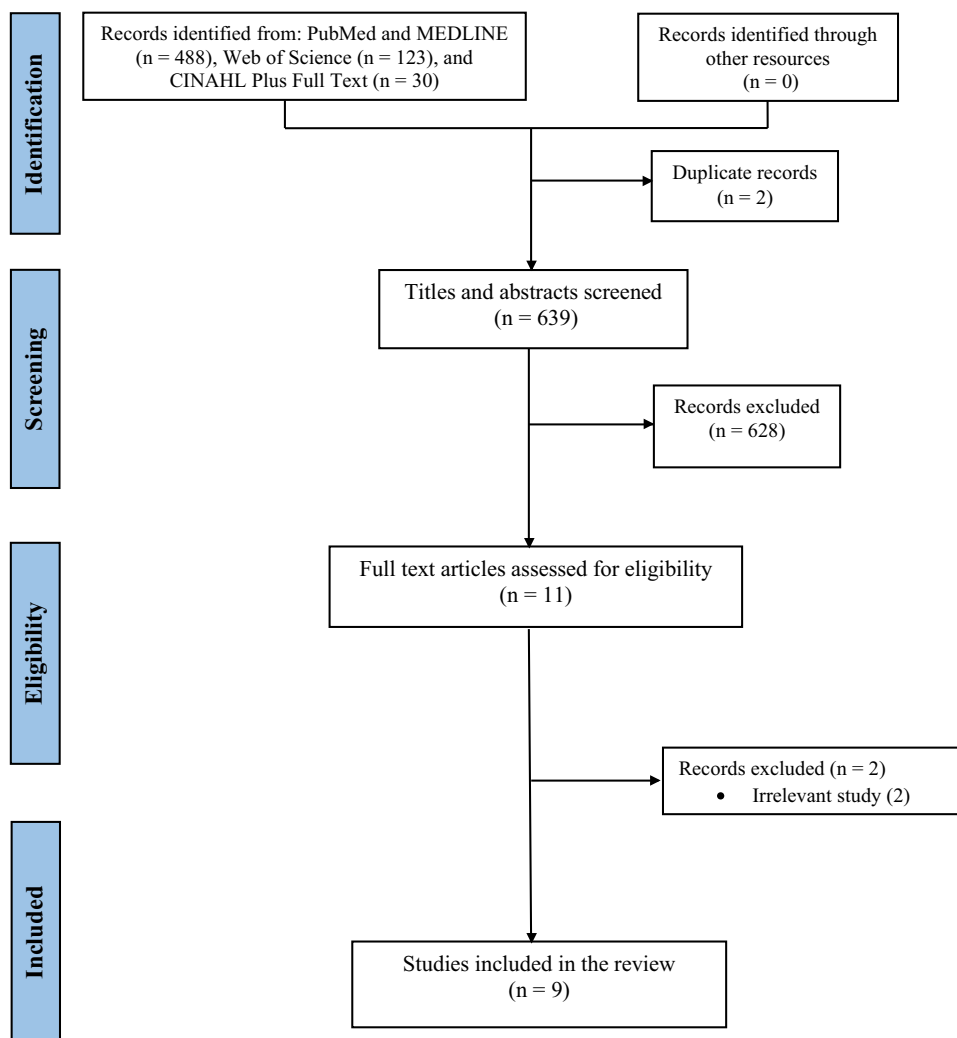 Identification
Records identified from: PubMed and MEDLINE
(n = 488), Web of Science (n = 123), and
CINAHL Plus Full Text (n = 30)
Records identified through
other resources
(n = 0)
Duplicate records
(n = 2)
Screening
Titles and abstracts screened
(n = 639)
Records excluded
(n = 628)
Eligibility
Full text articles assessed for eligibility
(n = 11)
Records excluded (n = 2)
• Irrelevant study (2)
Included
Studies included in the review
(n = 9)